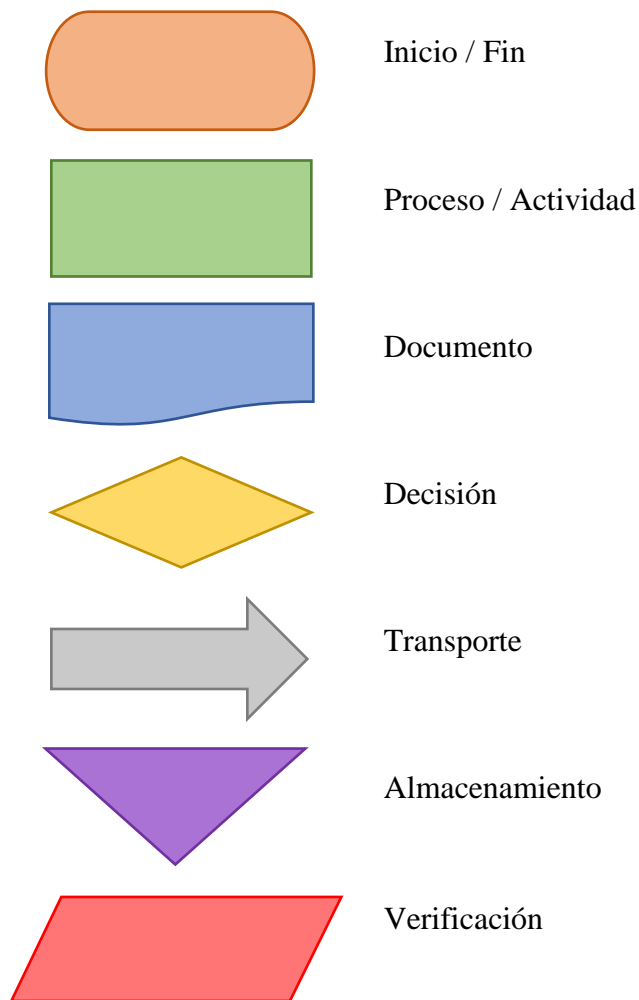 Inicio / Fin
Proceso / Actividad
Documento
Decisión
Transporte
Almacenamiento
Verificación